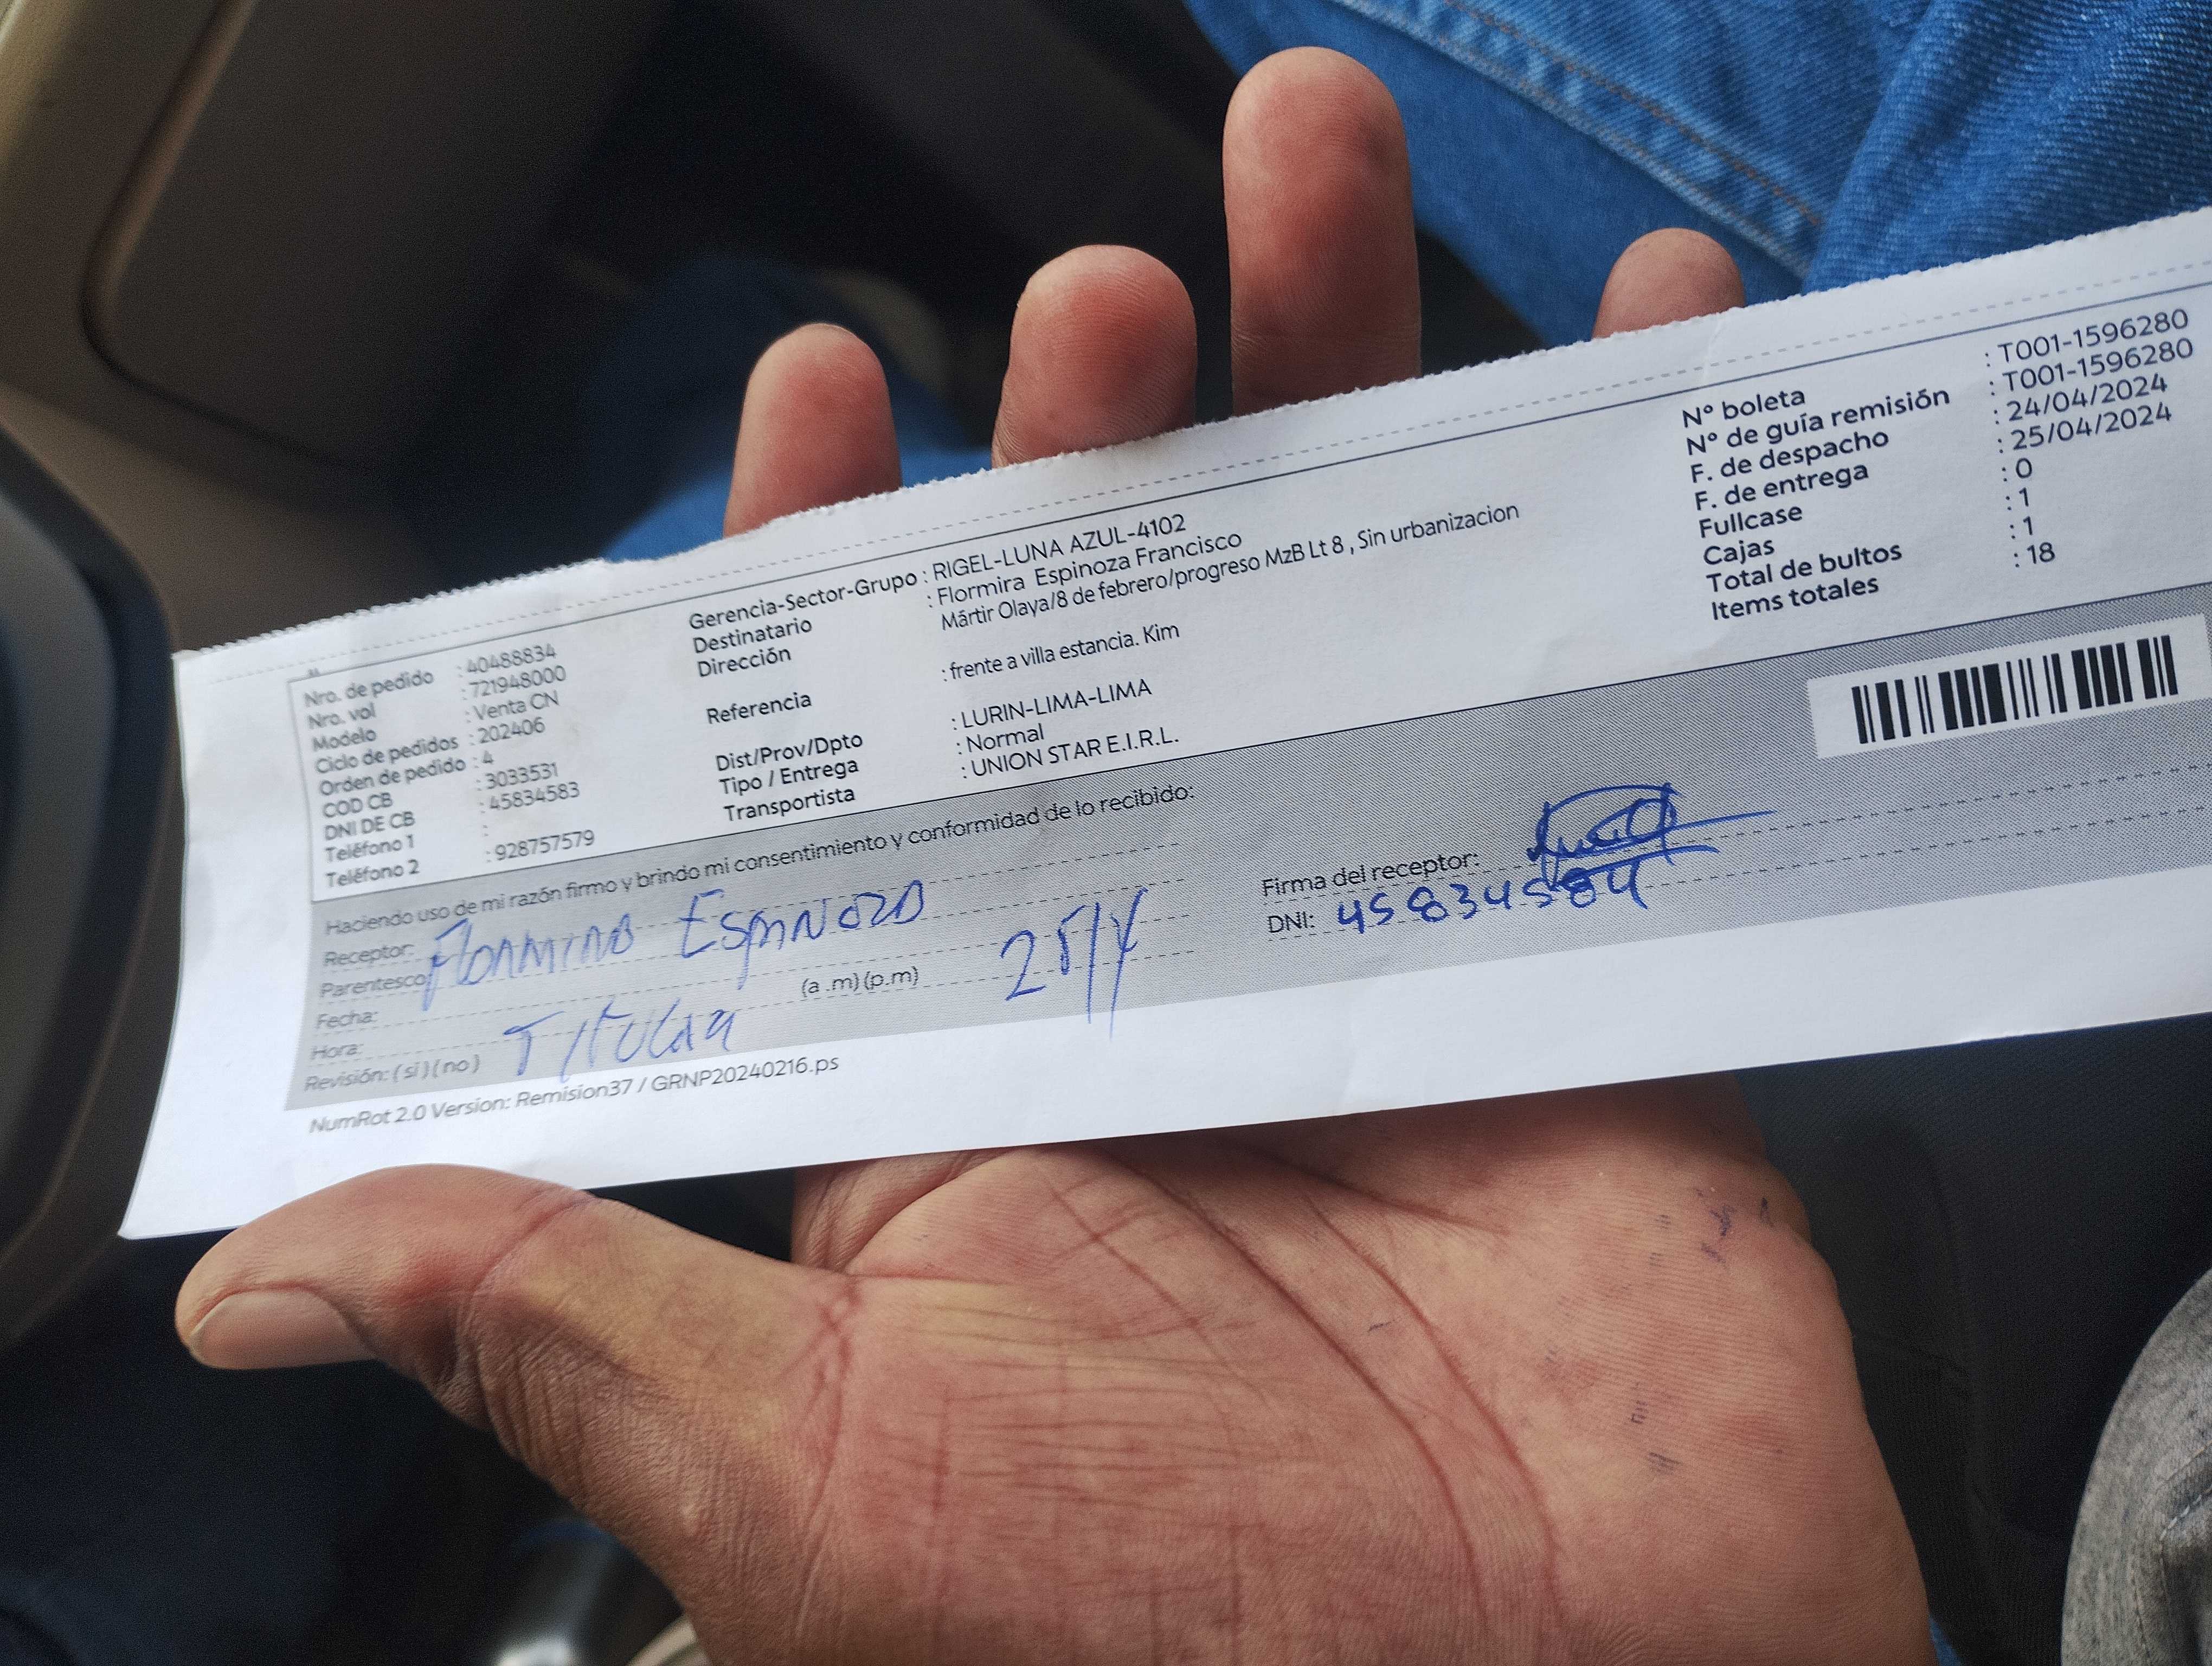 Nro. de pedido : 40488834
Nro. vol : 721948000
Modelo : Venta CN
Ciclo de pedidos : 202406
Orden de pedido : 4
COD CB : 3033531
DNI DE CB : 45834583
Teléfono 1 :
Teléfono 2 : 928757579
Gerencia-Sector-Grupo : RIGEL-LUNA AZUL-4102
Destinatario : Flormira Espinoza Francisco
Dirección Mártir Olaya/8 de febrero/progreso MzB Lt 8 , Sin urbanizacion
Referencia : frente a villa estancia. Kim
Dist/Prov/Dpto : LURIN-LIMA-LIMA
Tipo / Entrega : Normal
Transportista : UNION STAR E.I.R.L.
N° boleta : T001-1596280
N° de guía remisión : T001-1596280
F. de despacho : 24/04/2024
F. de entrega : 25/04/2024
Fullcase : 0
Cajas : 1
Total de bultos : 1
Items totales : 18
Haciendo uso de mi razón firmo y brindo mi consentimiento y conformidad de lo recibido:
Receptor: Flormira Espinoza
Parentesco:
Fecha:
Hora: (a .m) (p.m) 25/4
Revisión: ( si ) ( no ) Titular
Firma del receptor:
DNI: 45834584
NumRot 2.0 Version: Remision37 / GRNP20240216.ps